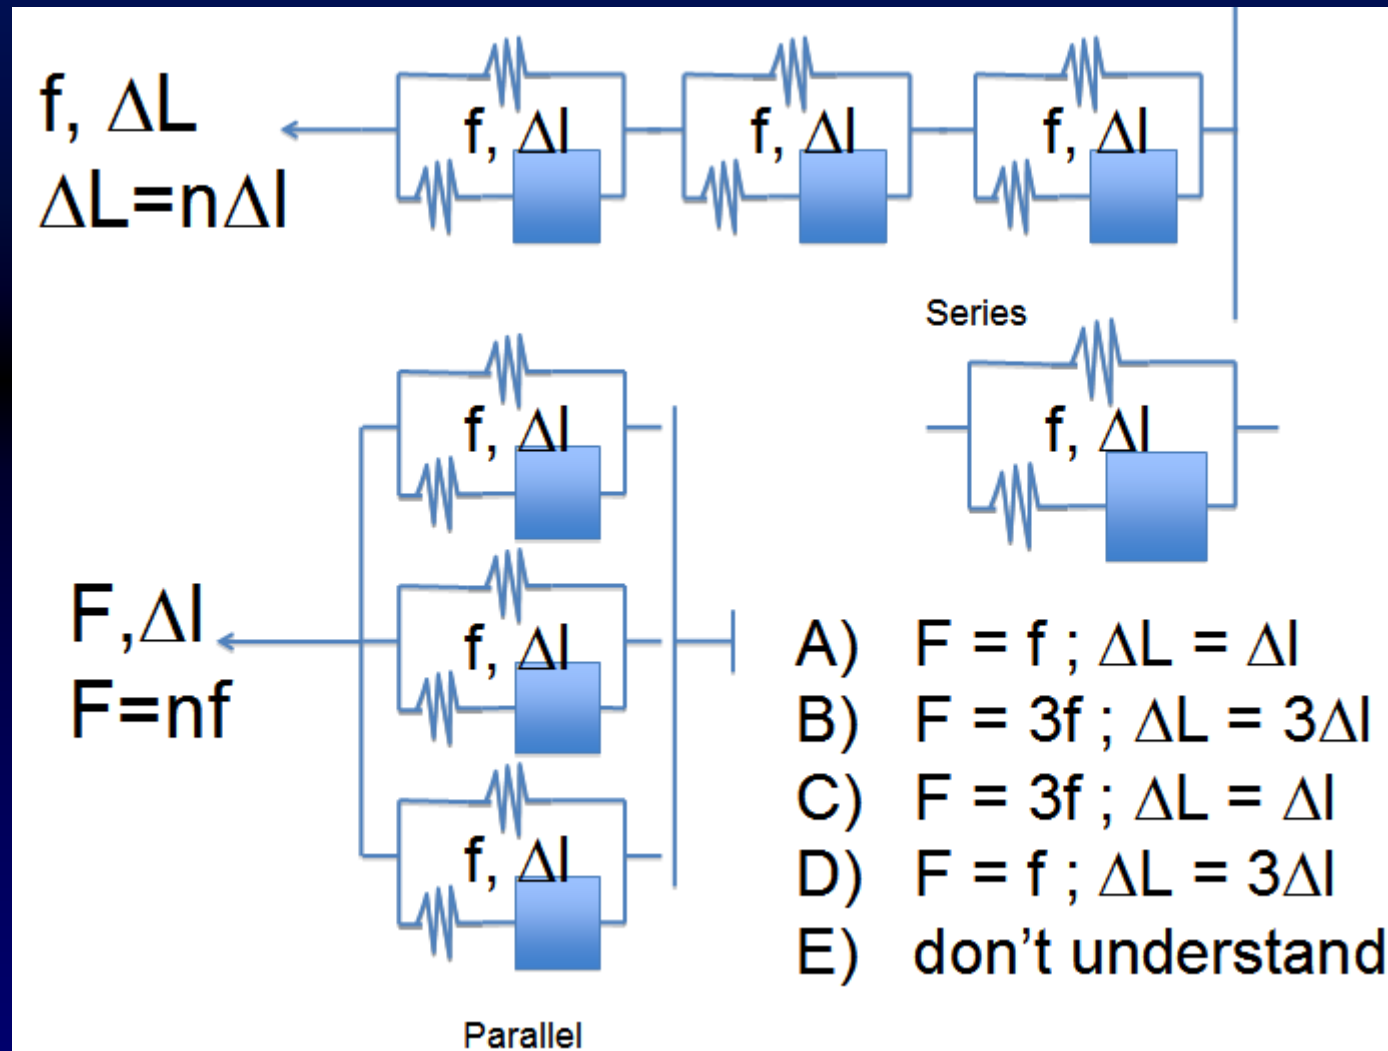 f, ΔL
ΔL=nΔl
f, Δl
f, Δl
f, Δl
Series
f, Δl
f, Δl
F,Δl
F=nf
f, Δl
f, Δl
A) F = f ; ΔL = Δl
B) F = 3f ; ΔL = 3Δl
C) F = 3f ; ΔL = Δl
D) F = f ; ΔL = 3Δl
E) don’t understand
Parallel